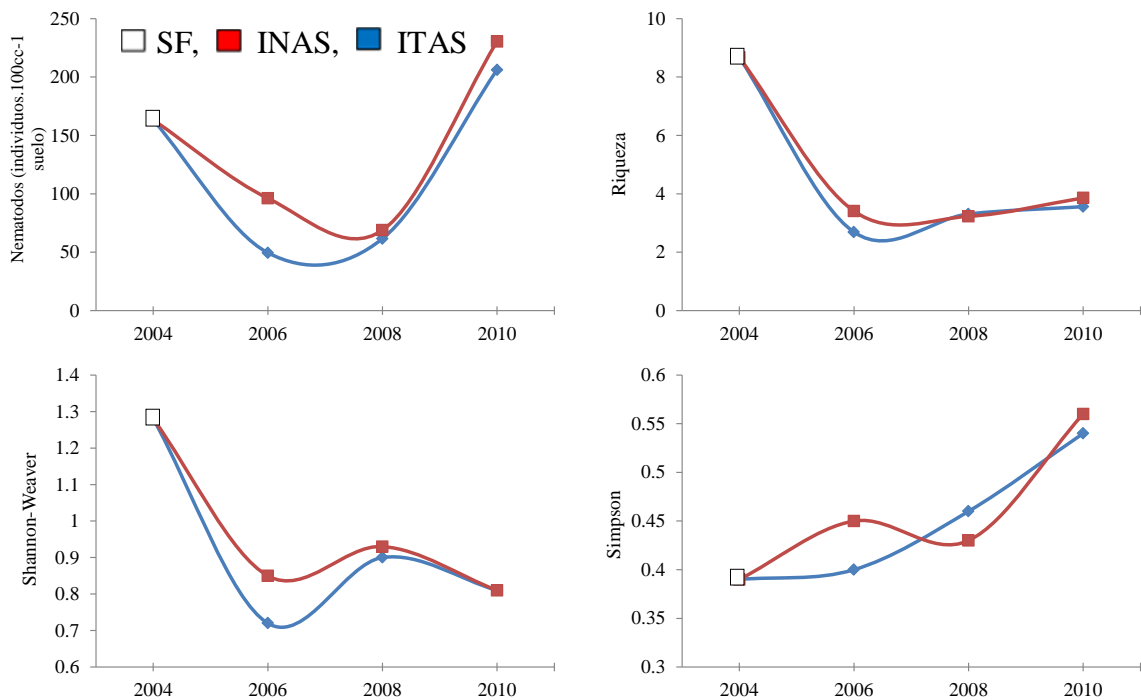 SF, INAS, ITAS
Nematodos (individuos.100cc-1
suelo)
250
200
150
100
50
0
2004 2006 2008 2010
Riqueza
10
8
6
4
2
0
2004 2006 2008 2010
Shannon-Weaver
1.4
1.3
1.2
1.1
1
0.9
0.8
0.7
0.6
2004 2006 2008 2010
Simpson
0.6
0.55
0.5
0.45
0.4
0.35
0.3
2004 2006 2008 2010